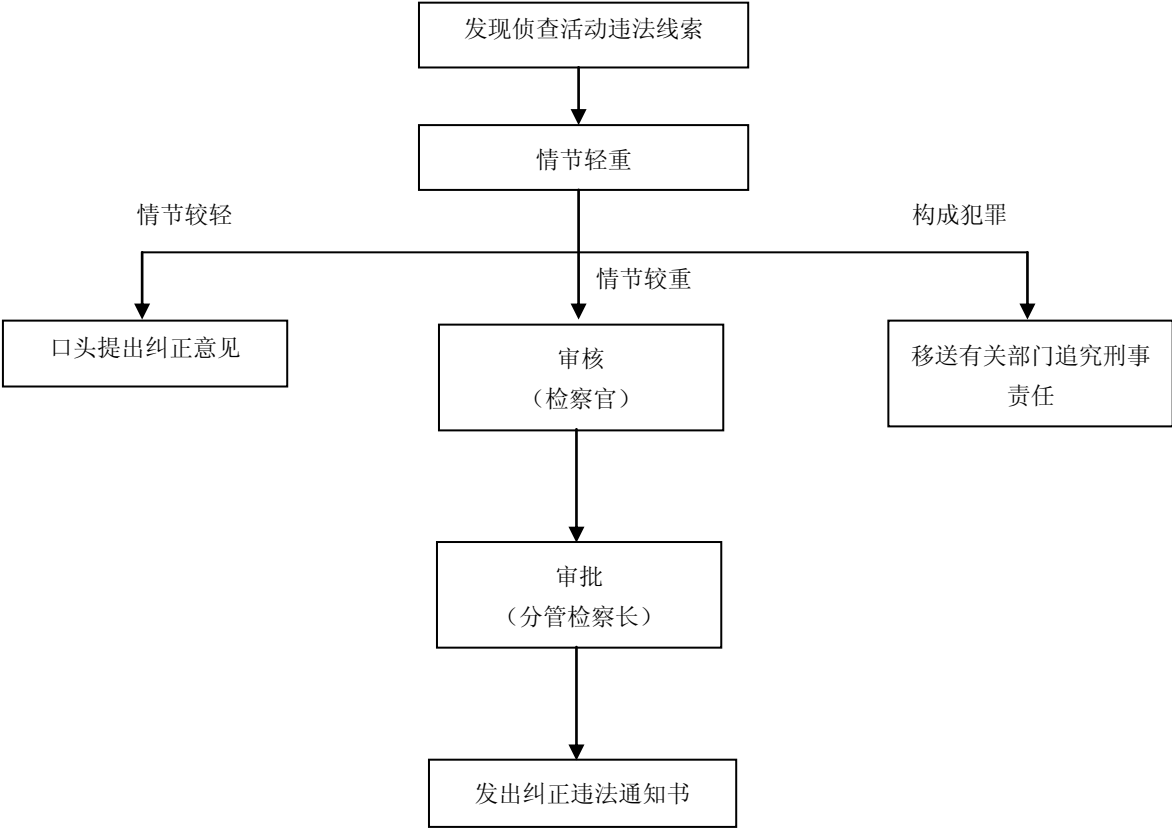 发现侦查活动违法线索
情节轻重
情节较轻
构成犯罪
情节较重
口头提出纠正意见
审核
（检察官）
移送有关部门追究刑事
责任
审批
（分管检察长）
发出纠正违法通知书